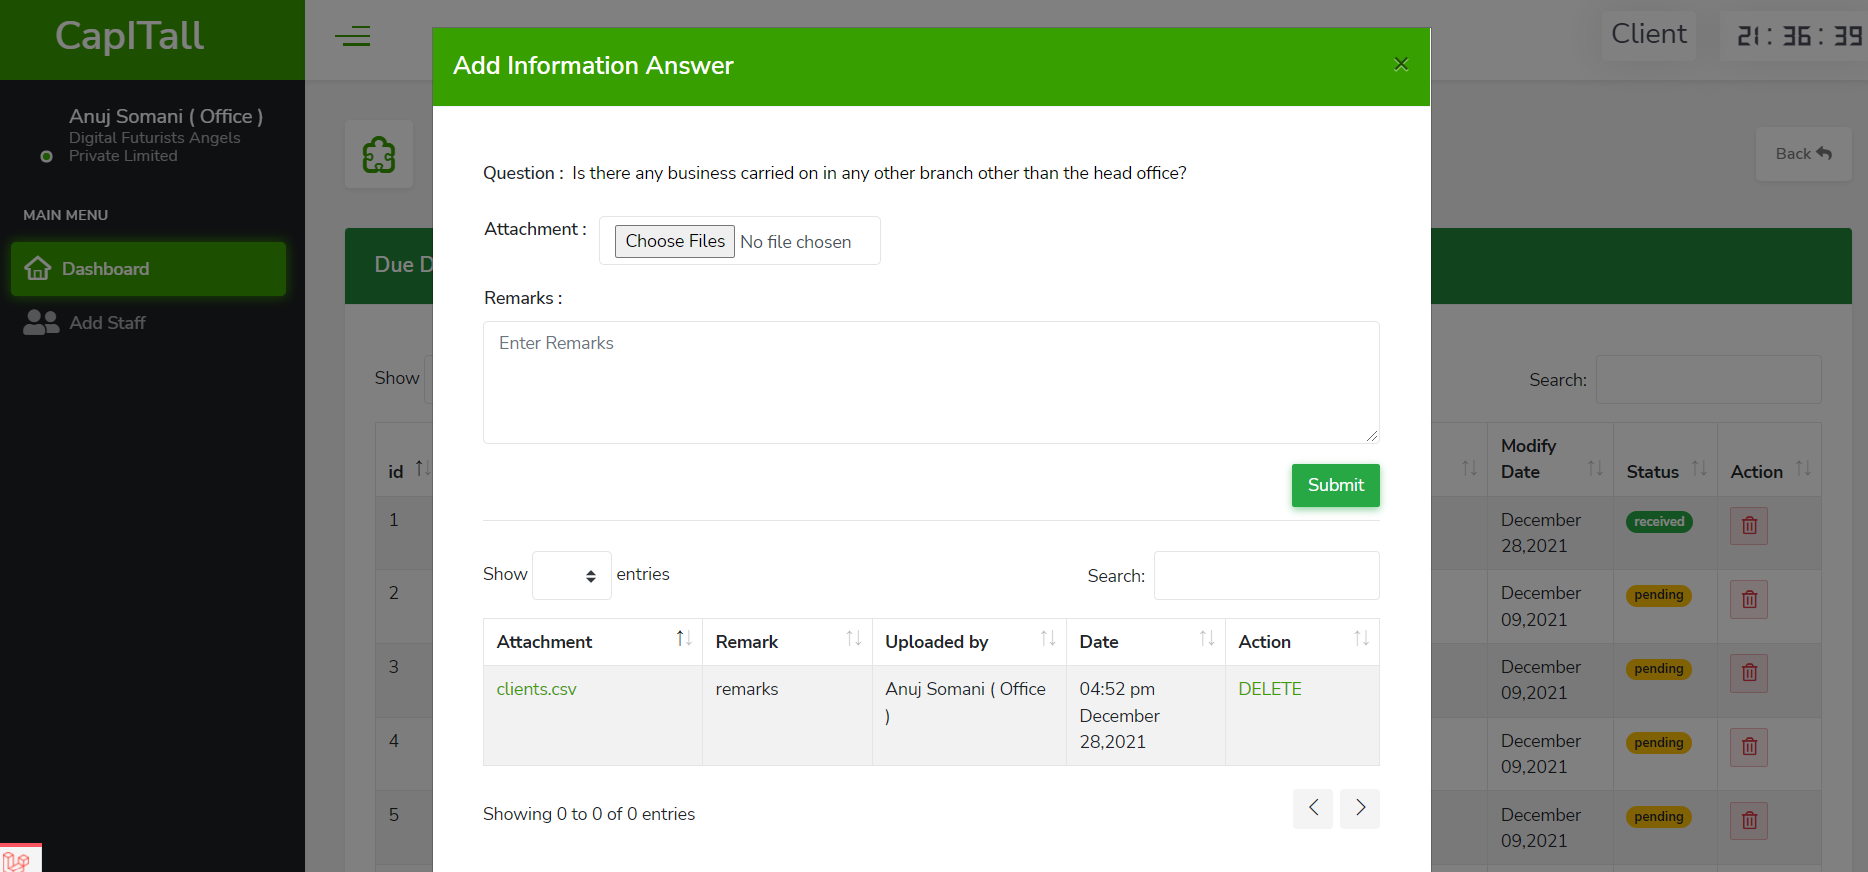 CapITall
Client
21: 36: 39
Anuj Somani ( Office )
Digital Futurists Angels
Private Limited
MAIN MENU
Dashboard
Add Staff
Back
Due D
Show
Search:
id
Modify
Date
Status
Action
1
December
28,2021
received
2
December
09,2021
pending
3
December
09,2021
pending
4
December
09,2021
pending
5
December
09,2021
pending
Add Information Answer
×
Question : Is there any business carried on in any other branch other than the head office?
Attachment :
Choose Files No file chosen
Remarks :
Enter Remarks
Submit
Show entries
Search:
Attachment Remark Uploaded by Date Action
clients.csv remarks Anuj Somani ( Office
)
04:52 pm
December
28,2021
DELETE
Showing 0 to 0 of 0 entries